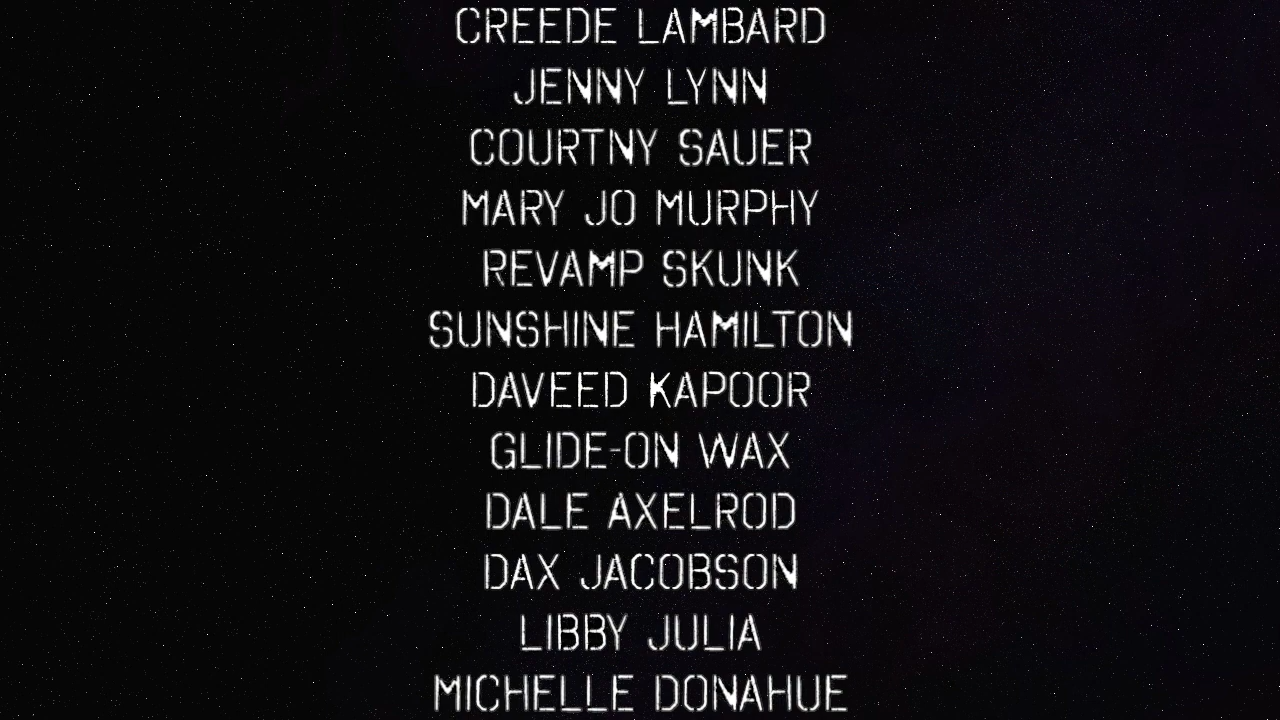 CREEDE LAMBARD
JENNY LYNN
COURTNY SAUER
MARY JO MURPHY
REVAMP SKUNK
SUNSHINE HAMILTON
DAVEED KAPOOR
GLIDE-ON WAX
DALE AXELROD
DAX JACOBSON
LIBBY JULIA
MICHELLE DONAHUE